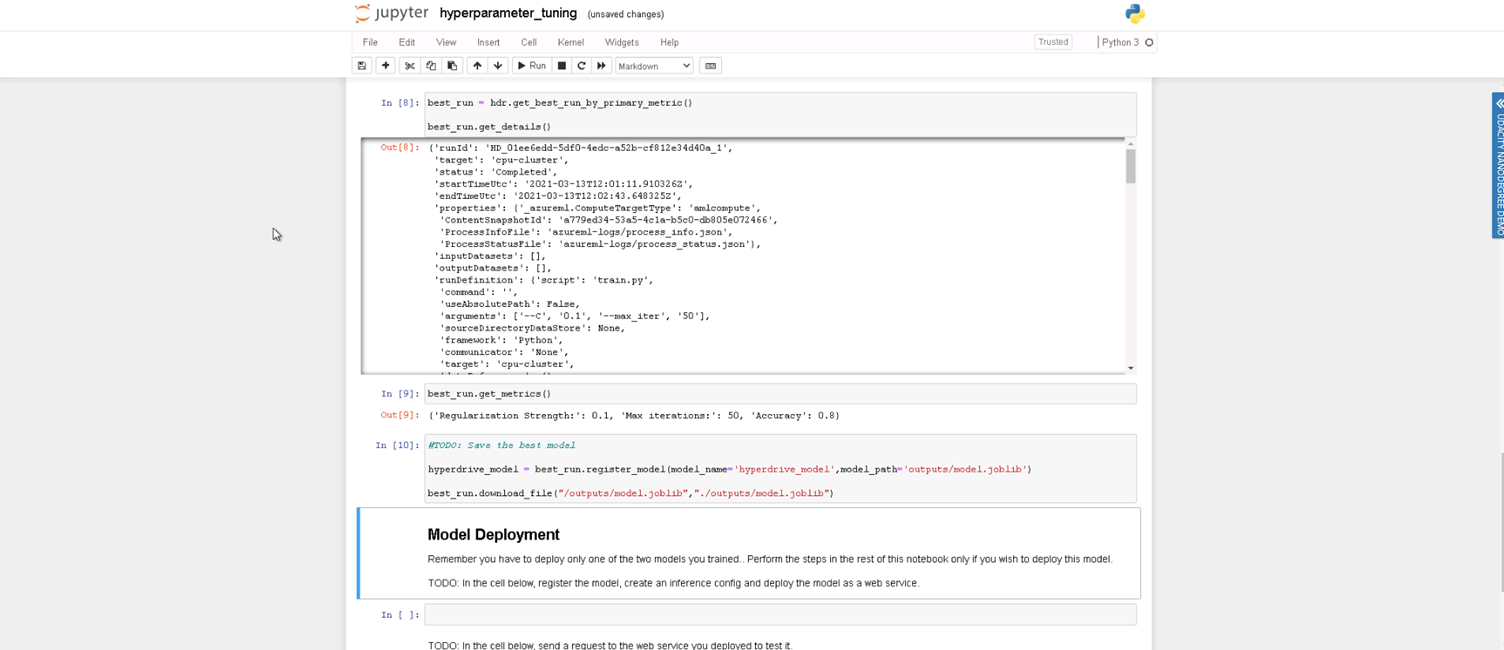 jupyter hyperparameter_tuning (unsaved changes)
File Edit View Insert Cell Kernel Widgets Help Trusted Python 3
Run Markdown
In [8]: best_run = hdr.get_best_run_by_primary_metric()
best_run.get_details()
Out[8]: {'runId': 'HD_01ee6edd-5df0-4edc-a52b-cf812e34d40a_1',
'target': 'cpu-cluster',
'status': 'Completed',
'startTimeUtc': '2021-03-13T12:01:11.910326Z',
'endTimeUtc': '2021-03-13T12:02:43.648325Z',
'properties': {'_azureml.ComputeTargetType': 'amlcompute',
'ContentSnapshotId': 'a779ed34-53a5-4c1a-b5c0-db805e072466',
'ProcessInfoFile': 'azureml-logs/process_info.json',
'ProcessStatusFile': 'azureml-logs/process_status.json'},
'inputDatasets': [],
'outputDatasets': [],
'runDefinition': {'script': 'train.py',
'command': '',
'useAbsolutePath': False,
'arguments': ['--C', '0.1', '--max_iter', '50'],
'sourceDirectoryDataStore': None,
'framework': 'Python',
'communicator': 'None',
'target': 'cpu-cluster',
In [9]: best_run.get_metrics()
Out[9]: {'Regularization Strength:': 0.1, 'Max iterations:': 50, 'Accuracy': 0.8}
In [10]: #TODO: Save the best model
hyperdrive_model = best_run.register_model(model_name='hyperdrive_model',model_path='outputs/model.joblib')
best_run.download_file("/outputs/model.joblib","./outputs/model.joblib")
Model Deployment
Remember you have to deploy only one of the two models you trained.. Perform the steps in the rest of this notebook only if you wish to deploy this model.
TODO: In the cell below, register the model, create an inference config and deploy the model as a web service.
In [ ]:
TODO: In the cell below, send a request to the web service you deployed to test it.
UDACITY NANODEGREE DEMO